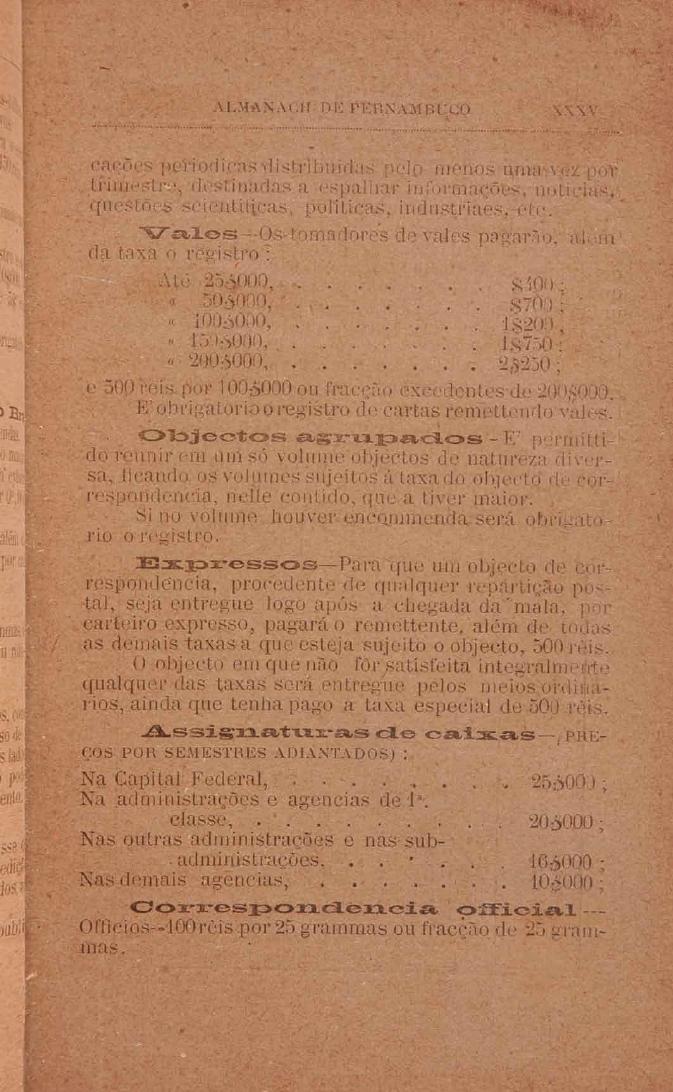 ALMANACH DE PERNAMBUCO XXXV
cações periodicas distribuidas pelo menos uma vez por
trimestre, destinadas a espalhar informações, noticias,
questões scientificas, politicas, industriaes, etc.
Vales—Os tomadores de vales pagarão, além
da taxa o registro :
Até 25$000, . . . . . . . $400 ;
« 50$000, . . . . . . . $700 ;
« 100$000, . . . . . . . 1$200,
« 150$000, . . . . . . . 1$750 ;
« 200$000, . . . . . . . 2$250 ;
e 500 réis por 100$000 ou fracção excedentes de 200$000.
E' obrigatorio o registro de cartas remettendo vales.
Objectos agrupados - E' permitti-
do reunir em um só volume objectos de natureza diver-
sa, ficando os volumes sujeitos á taxa do objecto de cor-
respondencia, nelle contido, que a tiver maior.
Si no volume houver encommenda será obrigato-
rio o registro.
Expressos—Para que um objecto de cor-
respondencia, procedente de qualquer repartição pos-
tal, seja entregue logo após a chegada da mala, por
carteiro expresso, pagará o remettente, além de todas
as demais taxas a que esteja sujeito o objecto, 500 réis.
O objecto em que não fôr satisfeita integralmente
qualquer das taxas será entregue pelos meios ordina-
rios, ainda que tenha pago a taxa especial de 500 réis.
Assignaturas de caixas—(PRE-
ÇOS POR SEMESTRES ADIANTADOS) :
Na Capital Federal, . . . . . . . 25$000 ;
Na administrações e agencias de 1ª.
classe, . . . . . . . . . 20$000 ;
Nas outras administrações e nas sub-
administrações, . . . . . . 16$000 ;
Nas demais agencias, . . . . . . . 10$000 ;
Correspondencia official—
Officios—100 réis por 25 grammas ou fracção de 25 gram-
mas.